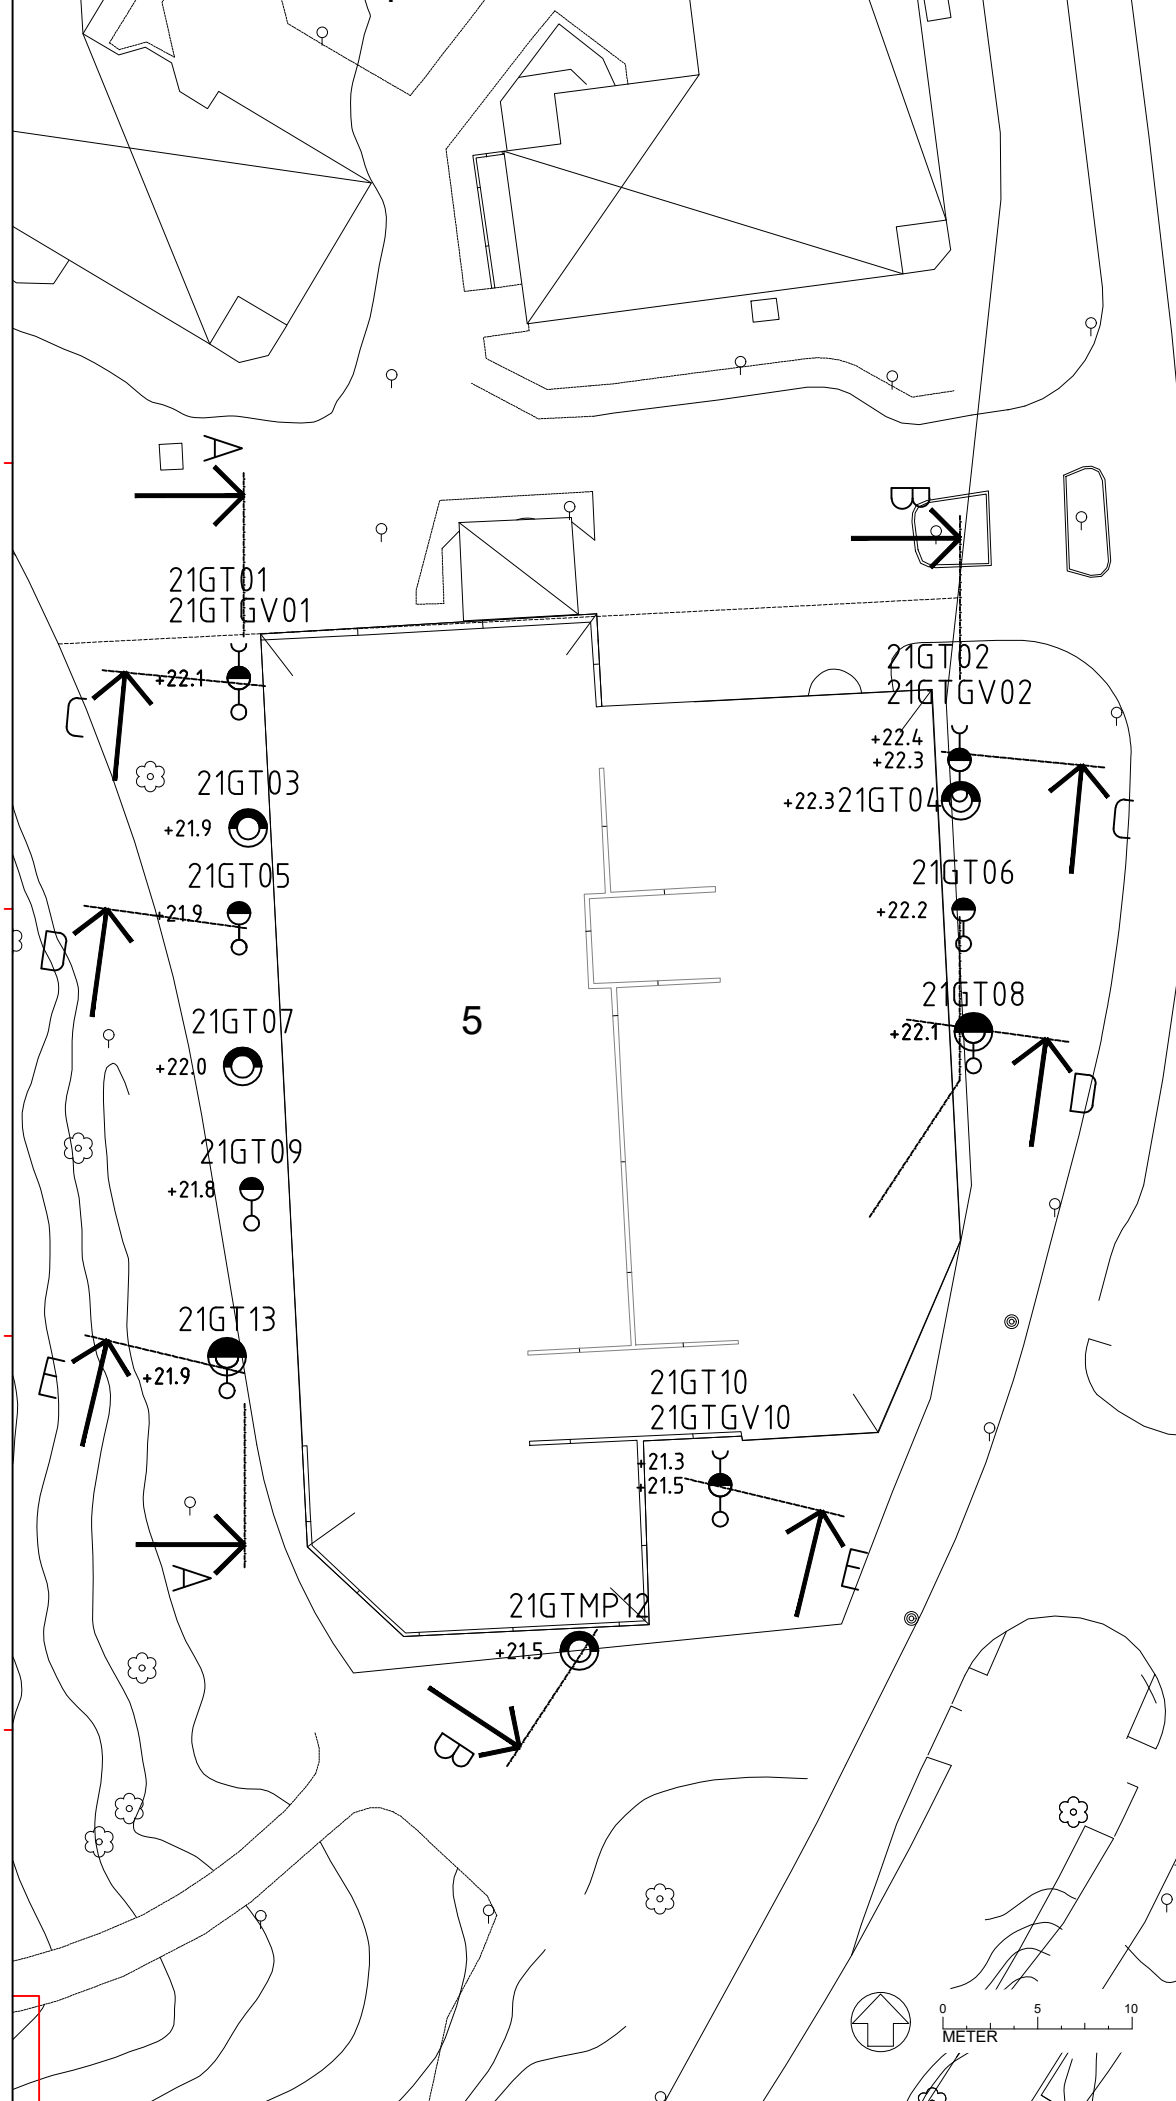 A
B
21GT01
21GTGV01
+22.1
C
21GT02
21GTGV02
+22.4
+22.3
21GT03
+21.9
+22.3 21GT04
C
21GT05
+21.9
D
21GT06
+22.2
21GT07
+22.0
5
21GT08
+22.1
D
21GT09
+21.8
21GT13
+21.9
E
21GT10
21GTGV10
+21.3
+21.5
A
E
21GTMP12
+21.5
B
0 5 10
METER